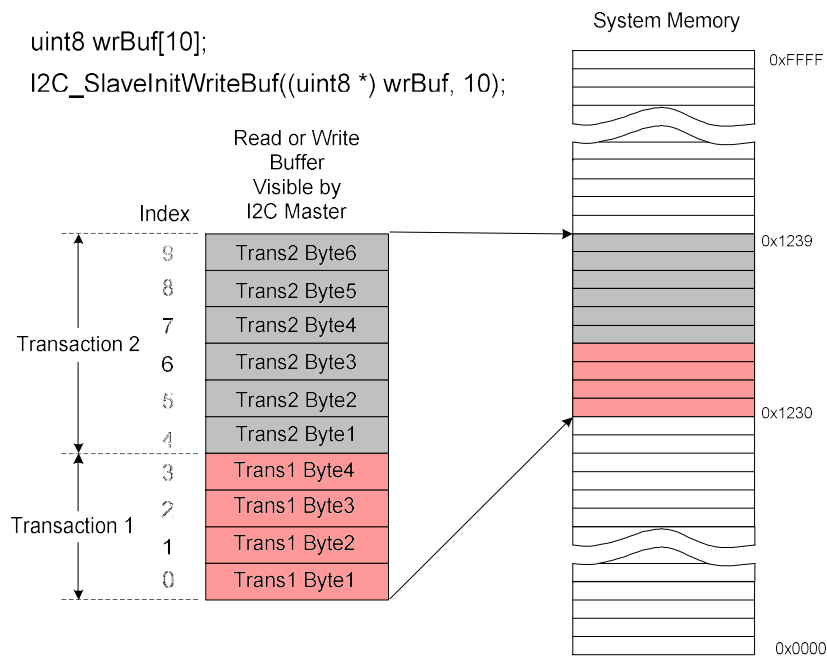 uint8 wrBuf[10];
I2C_SlaveInitWriteBuf((uint8 *) wrBuf, 10);
System Memory
0xFFFF
Read or Write
Buffer
Visible by
I2C Master
Index
9
Trans2 Byte6
0x1239
8
Trans2 Byte5
7
Trans2 Byte4
Transaction 2
6
Trans2 Byte3
5
Trans2 Byte2
0x1230
4
Trans2 Byte1
3
Trans1 Byte4
2
Trans1 Byte3
Transaction 1
1
Trans1 Byte2
0
Trans1 Byte1
0x0000